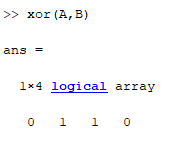 >> xor(A,B)
ans =
1×4 logical array
0 1 1 0